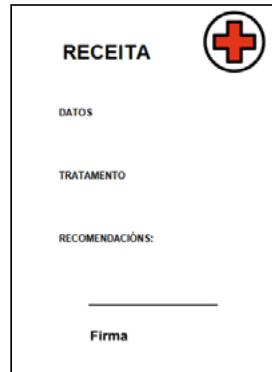 RECEITA
DATOS
TRATAMENTO
RECOMENDACIÓNS:
Firma